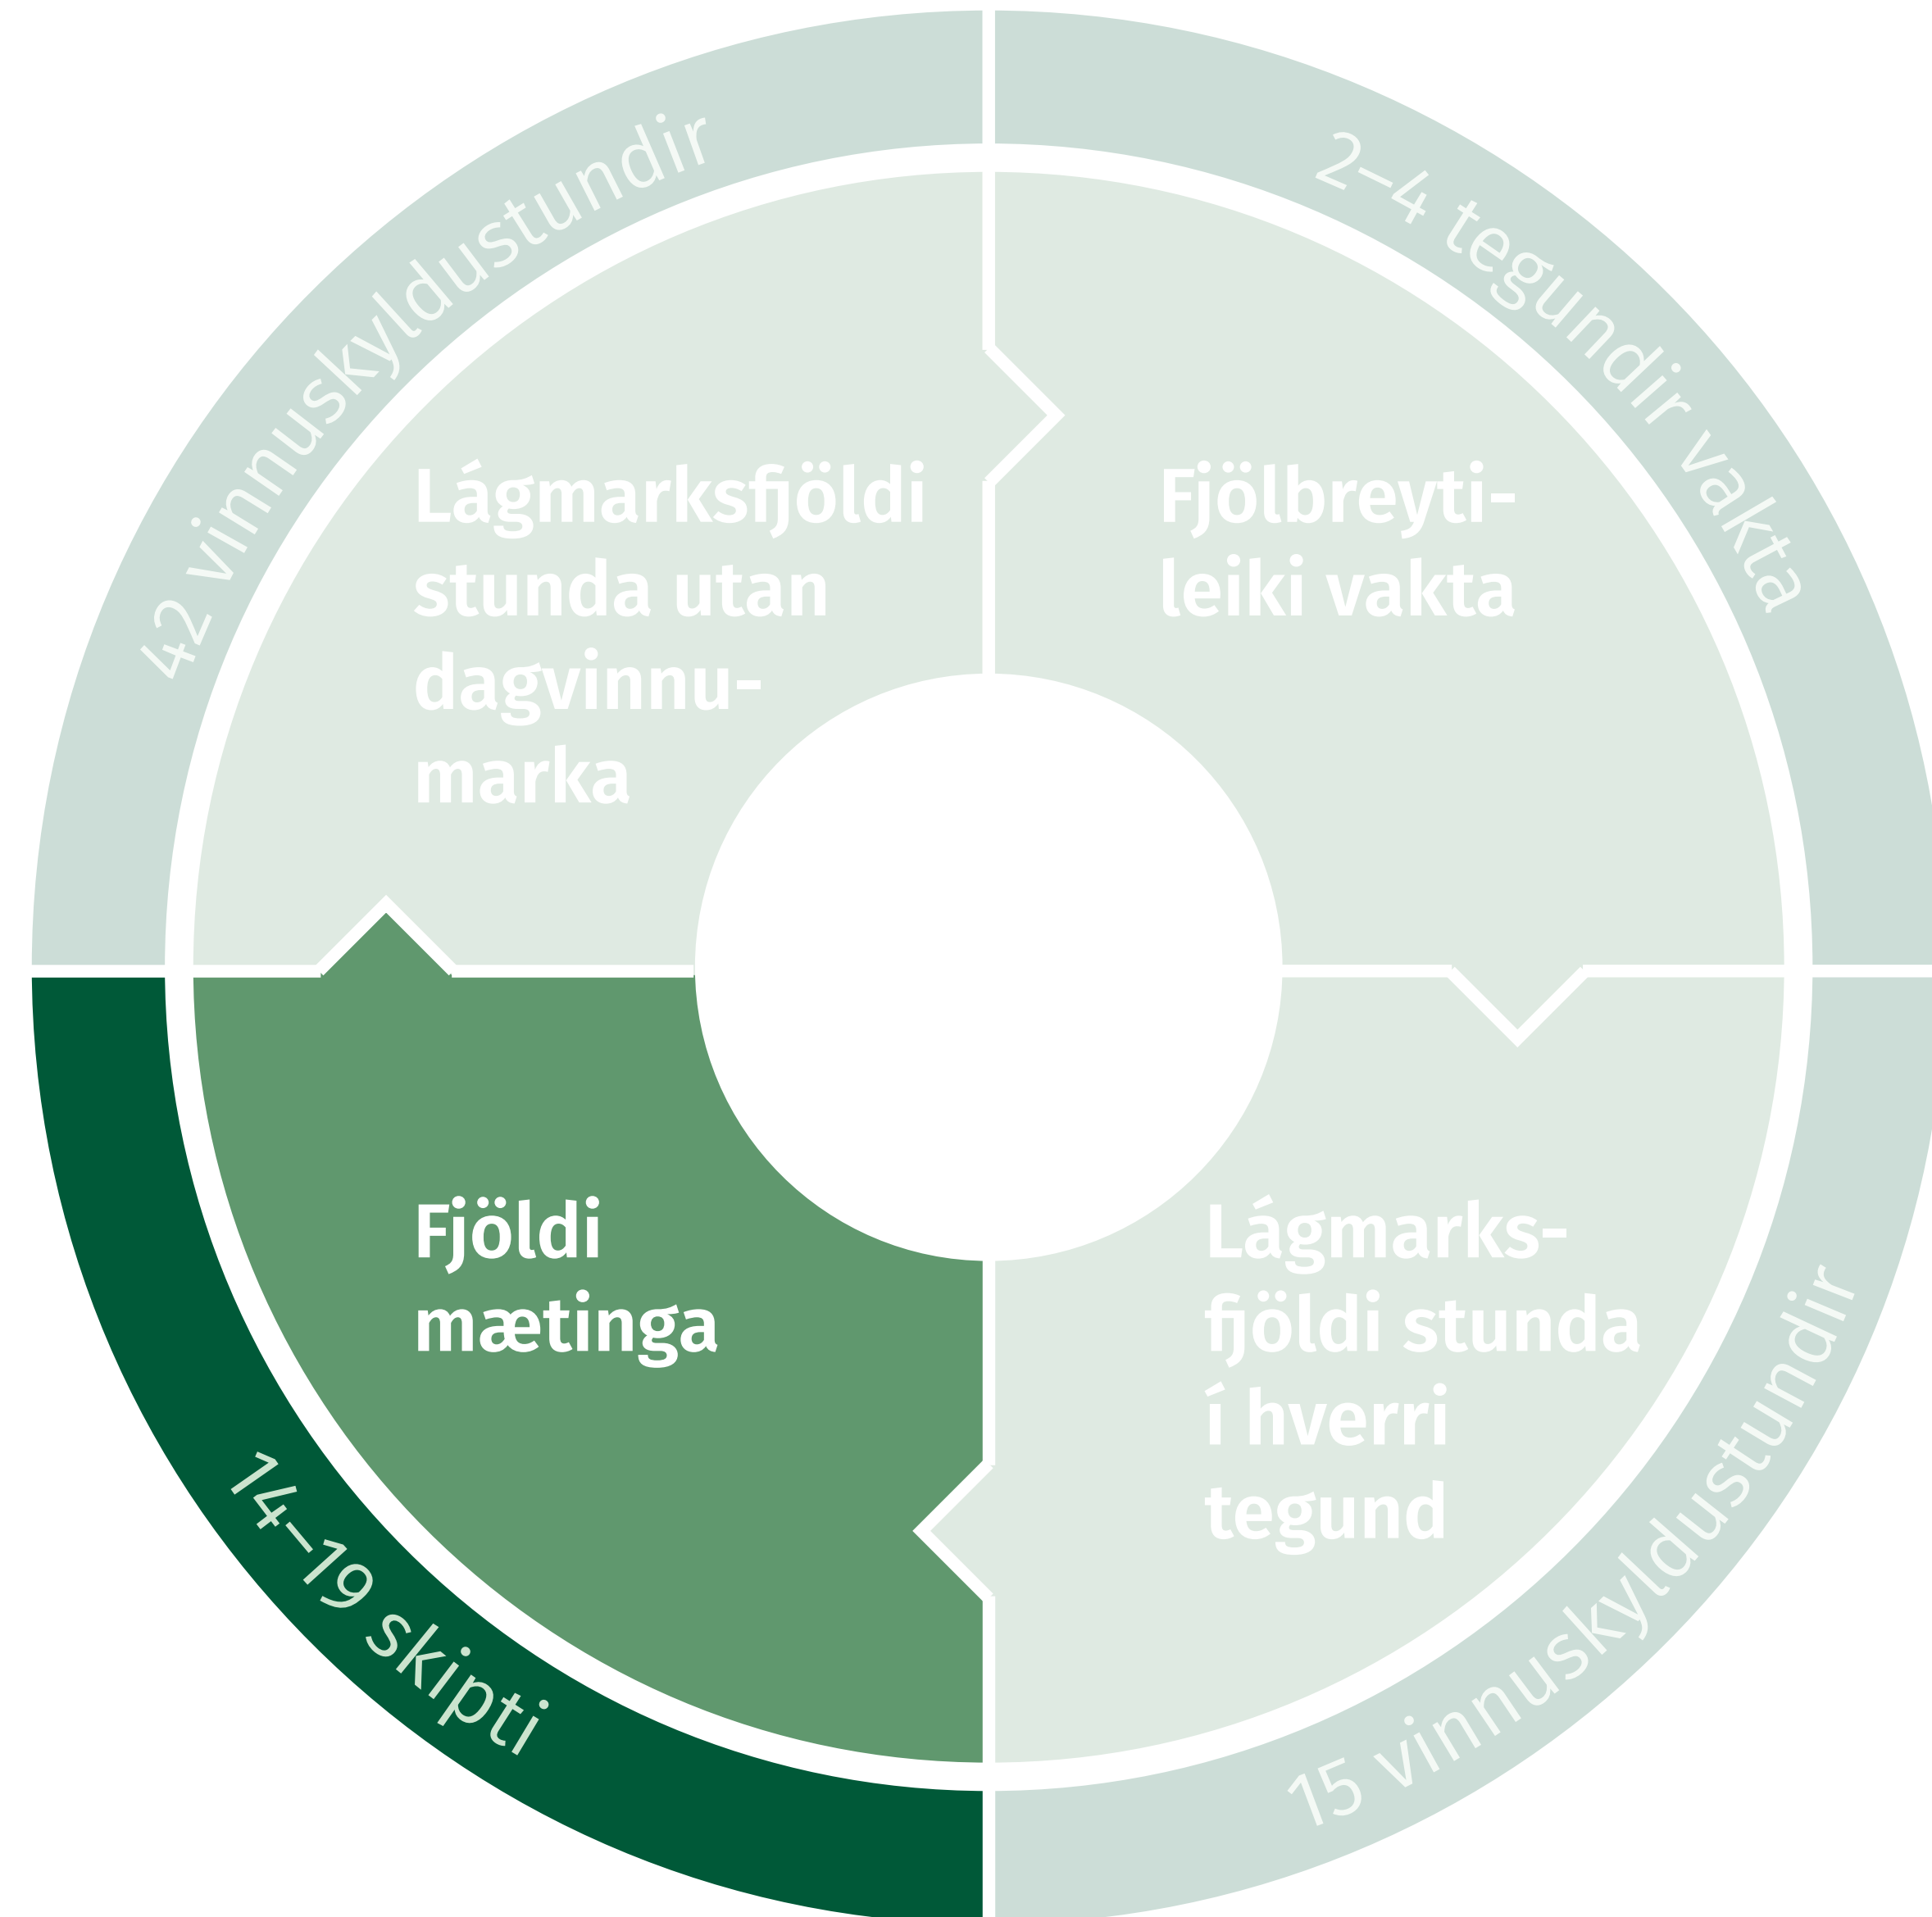 42 vinnuskyldustundir
2–4 tegundir vakta
Lágmarksfjöldi
stunda utan
dagvinnu-
marka
Fjölbreyti-
leiki vakta
Fjöldi
mætinga
Lágmarks-
fjöldi stunda
í hverri
tegund
14–19 skipti
15 vinnuskyldustundir